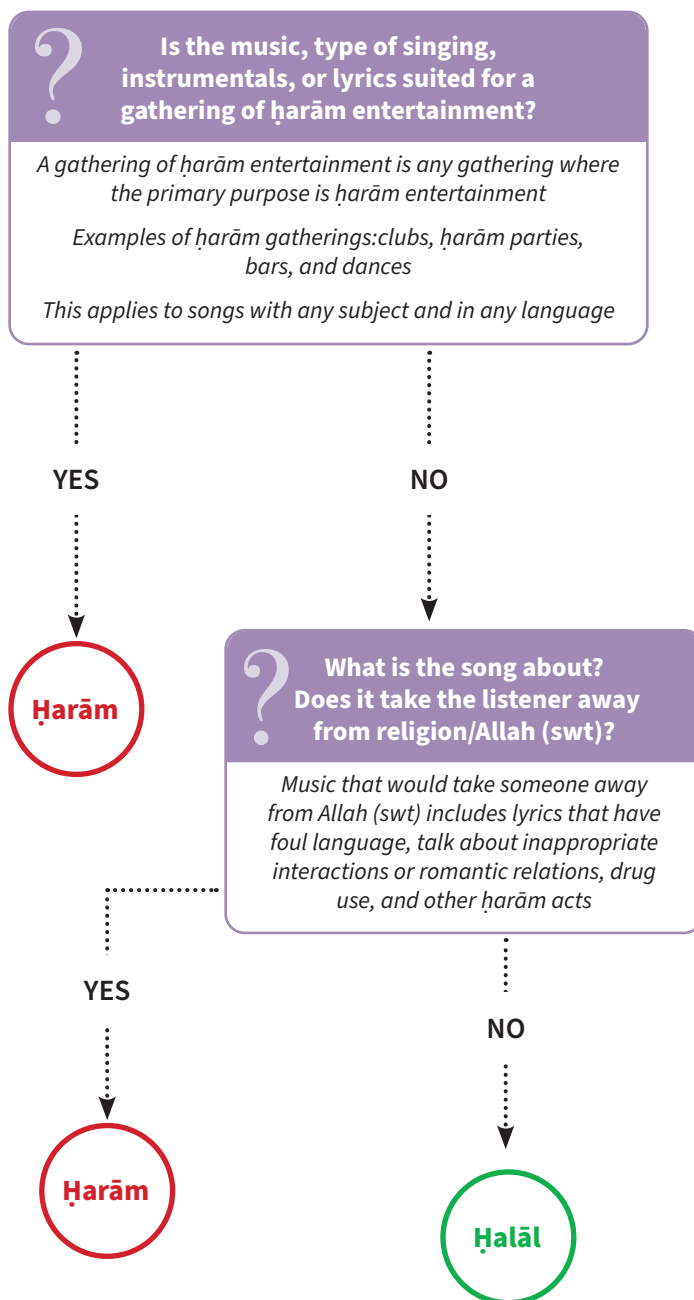 ?
Is the music, type of singing,
instrumentals, or lyrics suited for a
gathering of ḥarām entertainment?
A gathering of ḥarām entertainment is any gathering where
the primary purpose is ḥarām entertainment
Examples of ḥarām gatherings:clubs, ḥarām parties,
bars, and dances
This applies to songs with any subject and in any language
YES
NO
Ḥarām
?
What is the song about?
Does it take the listener away
from religion/Allah (swt)?
Music that would take someone away
from Allah (swt) includes lyrics that have
foul language, talk about inappropriate
interactions or romantic relations, drug
use, and other ḥarām acts
YES
NO
Ḥarām
Ḥalāl